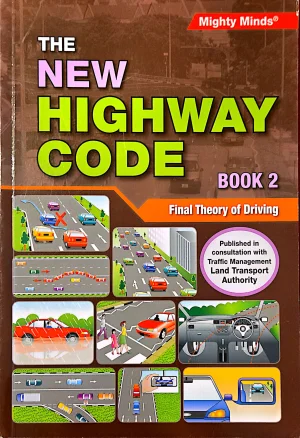 Mighty Minds®
THE
NEW
HIGHWAY
CODE
BOOK 2
Final Theory of Driving
Published in
consultation with
Traffic Management
Land Transport
Authority